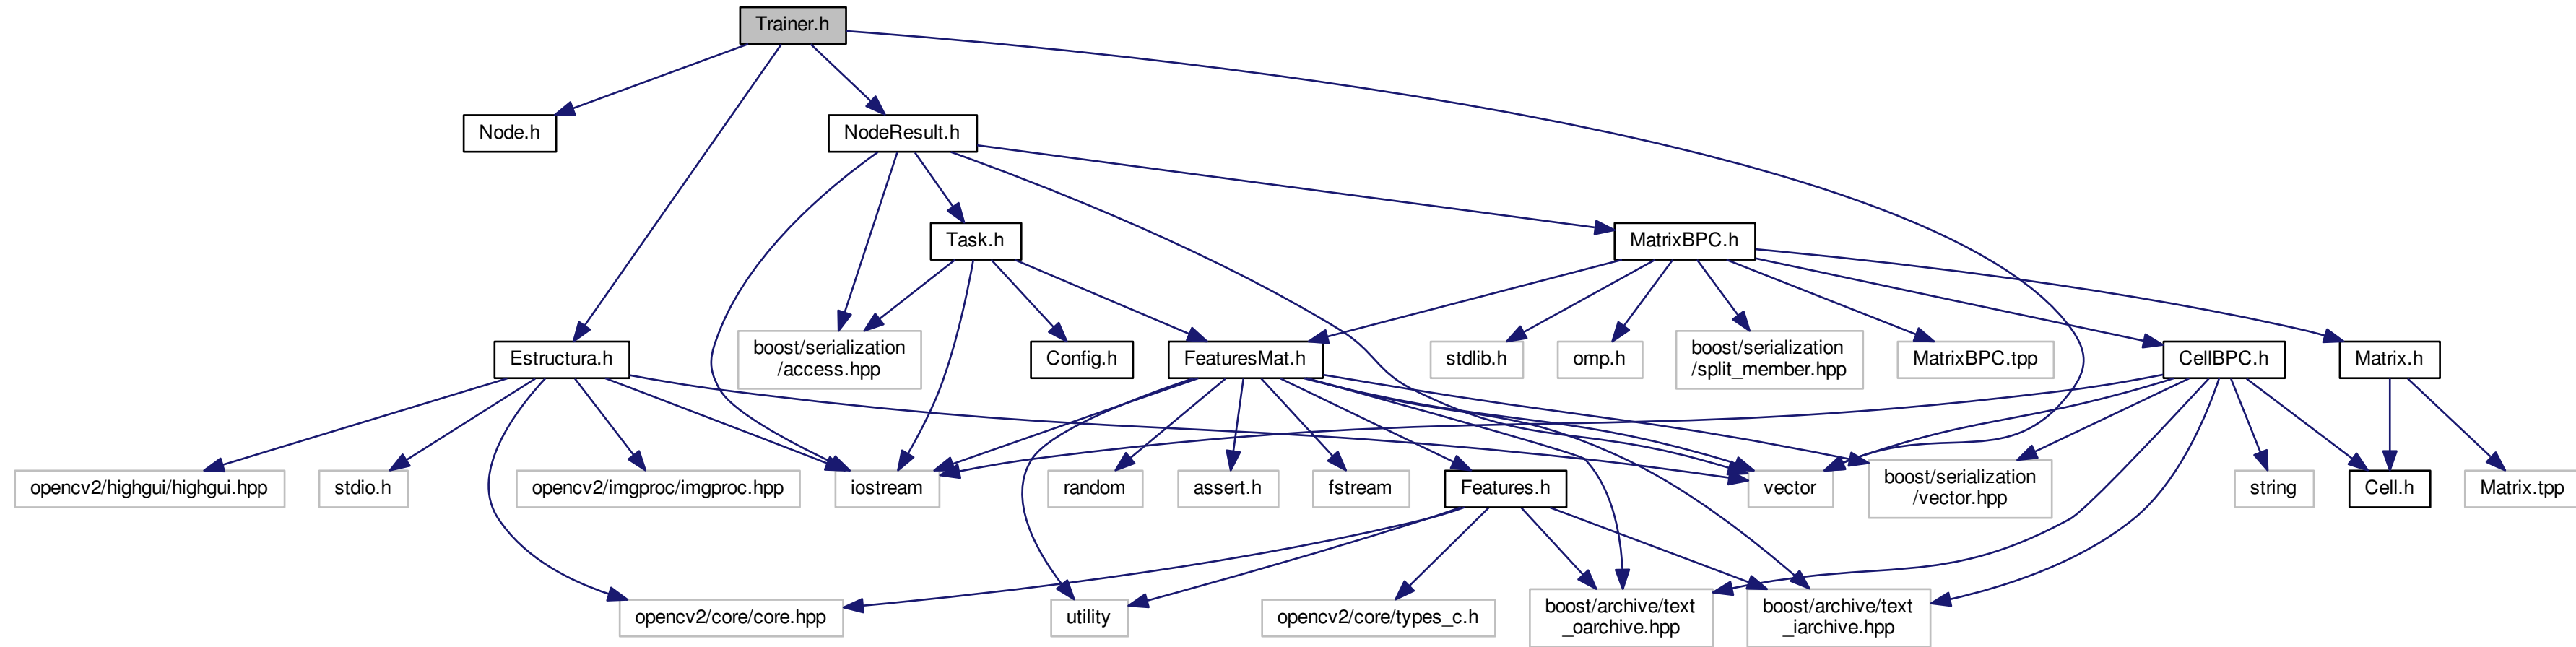 Trainer.h
Node.h
NodeResult.h
Task.h
MatrixBPC.h
Estructura.h
boost/serialization
/access.hpp
Config.h
FeaturesMat.h
stdlib.h
omp.h
boost/serialization
/split_member.hpp
MatrixBPC.tpp
CellBPC.h
Matrix.h
opencv2/highgui/highgui.hpp
stdio.h
opencv2/imgproc/imgproc.hpp
iostream
random
assert.h
fstream
Features.h
vector
boost/serialization
/vector.hpp
string
Cell.h
Matrix.tpp
opencv2/core/core.hpp
utility
opencv2/core/types_c.h
boost/archive/text
_oarchive.hpp
boost/archive/text
_iarchive.hpp